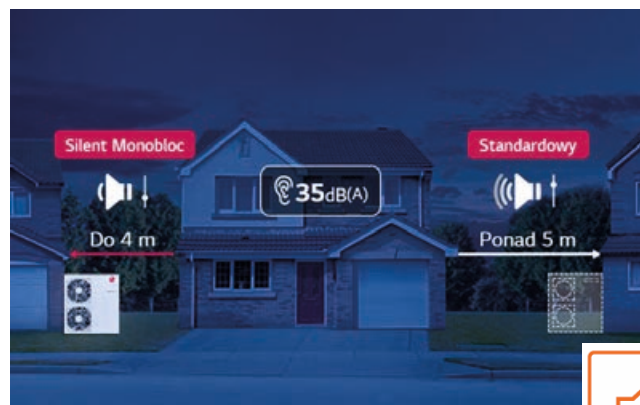 Silent Monobloc
Standardowy
35dB(A)
Do 4 m
Ponad 5 m